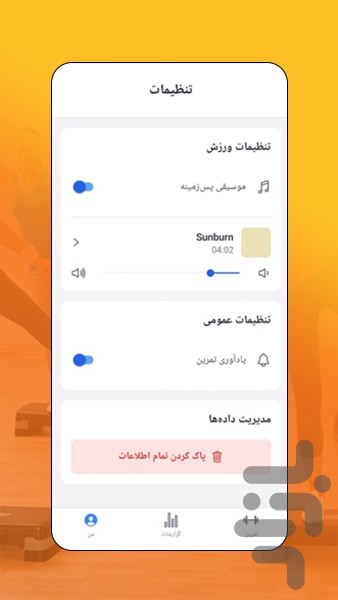 تنظیمات
تنظیمات ورزش
موسیقی پس‌زمینه
Sunburn
04:02
تنظیمات عمومی
یادآوری تمرین
مدیریت داده‌ها
پاک کردن تمام اطلاعات
تمرین
گزارشات
من